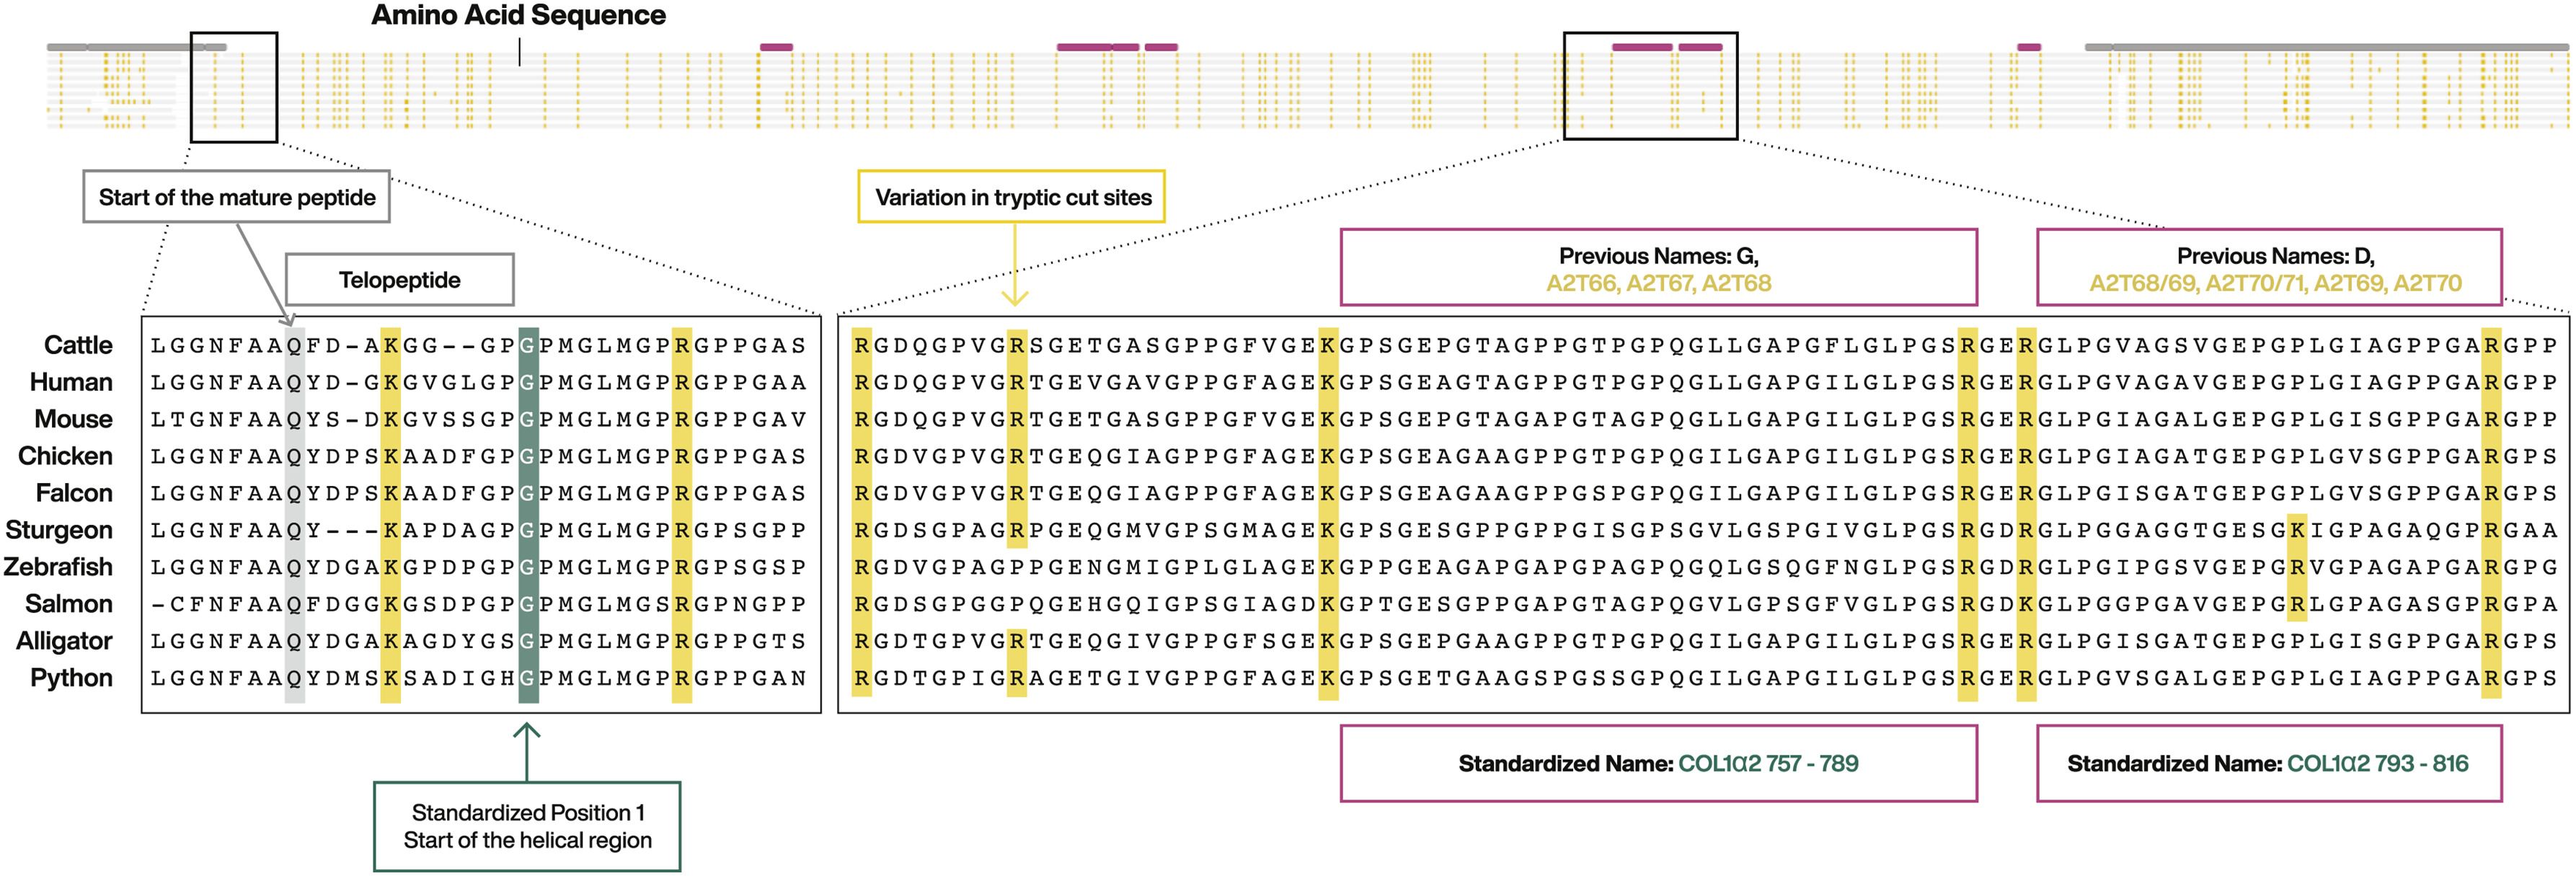 Amino Acid Sequence
Start of the mature peptide
Variation in tryptic cut sites
Telopeptide
Previous Names: G,
A2T66, A2T67, A2T68
Previous Names: D,
A2T68/69, A2T70/71, A2T69, A2T70
Cattle LGGNFAAQFD-AKGG--GPGPMGLMGPRGPPGAS RGDQGPVGRSGETGASGPPGFVGEKGPSGEPGTAGPPGTPGPQGLLGAPGFLGLPGSRGERGLPGVAGSVGEPGPLGIAGPPGARGPP
Human LGGNFAAQYD-GKGVGLGPGPMGLMGPRGPPGAA RGDQGPVGRTGEVGAVGPPGFAGEKGPSGEAGTAGPPGTPGPQGLLGAPGILGLPGSRGERGLPGVAGAVGEPGPLGIAGPPGARGPP
Mouse LTGNFAAQYS-DKGVSSGPGPMGLMGPRGPPGAV RGDQGPVGRTGETGASGPPGFVGEKGPSGEPGTAGAPGTAGPQGLLGAPGILGLPGSRGERGLPGIAGALGEPGPLGISGPPGARGPP
Chicken LGGNFAAQYDPSKAADFGPGPMGLMGPRGPPGAS RGDVGPVGRTGEQGIAGPPGFAGEKGPSGEAGAAGPPGTPGPQGILGAPGILGLPGSRGERGLPGIAGATGEPGPLGVSGPPGARGPS
Falcon LGGNFAAQYDPSKAADFGPGPMGLMGPRGPPGAS RGDVGPVGRTGEQGIAGPPGFAGEKGPSGEAGAAGPPGSPGPQGILGAPGILGLPGSRGERGLPGISGATGEPGPLGVSGPPGARGPS
Sturgeon LGGNFAAQY---KAPDAGPGPMGLMGPRGPSGPP RGDSGPAGRPGEQGMVGPSGMAGEKGPSGESGPPGPPGISGPSGVLGSPGIVGLPGSRGDRGLPGGAGGTGESGKIGPAGAQGPRGAA
Zebrafish LGGNFAAQYDGAKGPDPGPGPMGLMGPRGPSGSP RGDVGPAGPPGENGMIGPLGLAGEKGPPGEAGAPGAPGPAGPQGQLGSQGFNGLPGSRGDRGLPGIPGSVGEPGRVGPAGAPGARGPG
Salmon -CFNFAAQFDGGKGSDPGPGPMGLMGSRGPNGPP RGDSGPGGPQGEHGQIGPSGIAGDKGPTGESGPPGAPGTAGPQGVLGPSGFVGLPGSRGDKGLPGGPGAVGEPGRLGPAGASGPRGPA
Alligator LGGNFAAQYDGAKAGDYGSGPMGLMGPRGPPGTS RGDTGPVGRTGEQGIVGPPGFSGEKGPSGEPGAAGPPGTPGPQGILGAPGILGLPGSRGERGLPGISGATGEPGPLGISGPPGARGPS
Python LGGNFAAQYDMSKSADIGHGPMGLMGPRGPPGAN RGDTGPIGRAGETGIVGPPGFAGEKGPSGETGAAGSPGSSGPQGILGAPGILGLPGSRGERGLPGVSGALGEPGPLGIAGPPGARGPS
Standardized Name: COL1α2 757 - 789
Standardized Name: COL1α2 793 - 816
Standardized Position 1
Start of the helical region